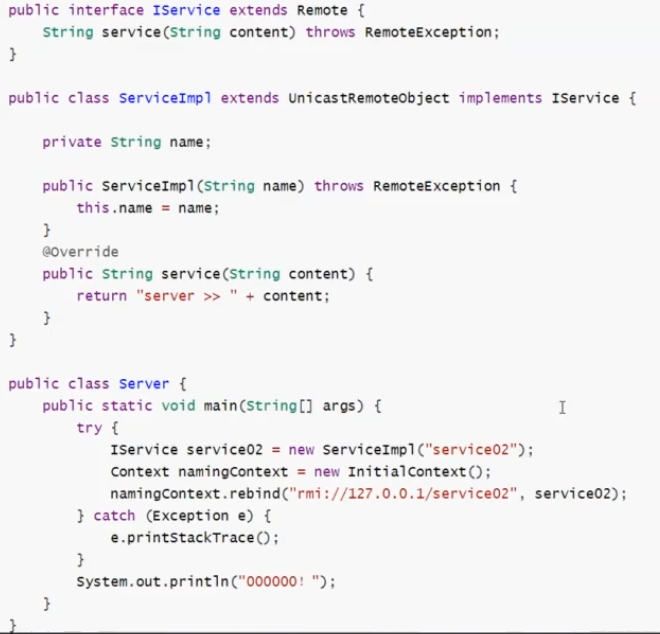 public interface IService extends Remote {
    String service(String content) throws RemoteException;
}
public class ServiceImpl extends UnicastRemoteObject implements IService {
    private String name;
    public ServiceImpl(String name) throws RemoteException {
        this.name = name;
    }
    @Override
    public String service(String content) {
        return "server >> " + content;
    }
}
public class Server {
    public static void main(String[] args) {
        try {
            IService service02 = new ServiceImpl("service02");
            Context namingContext = new InitialContext();
            namingContext.rebind("rmi://127.0.0.1/service02", service02);
        } catch (Exception e) {
            e.printStackTrace();
        }
        System.out.println("000000！");
    }
}